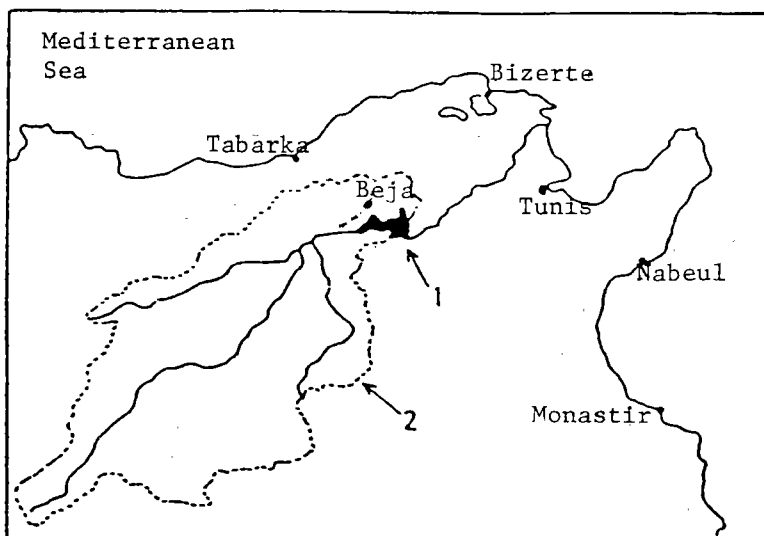 Mediterranean
Sea
Bizerte
Tabarka
Beja
Tunis
Nabeul
1
2
Monastir